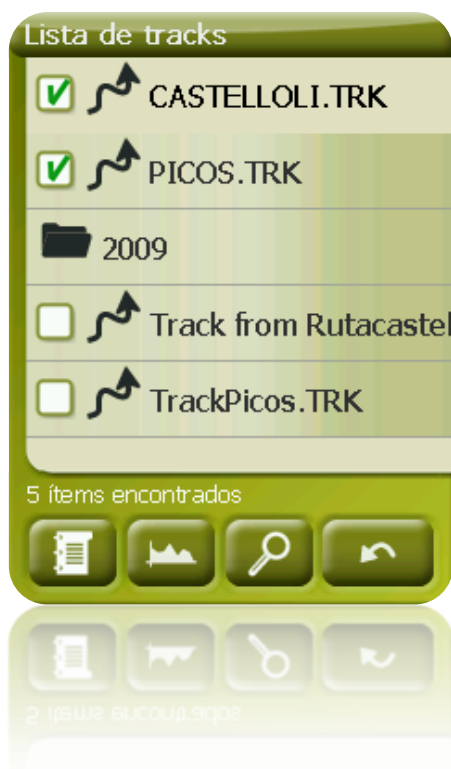 Lista de tracks
CASTELLOLI.TRK
PICOS.TRK
2009
Track from Rutacastel
TrackPicos.TRK
5 ítems encontrados